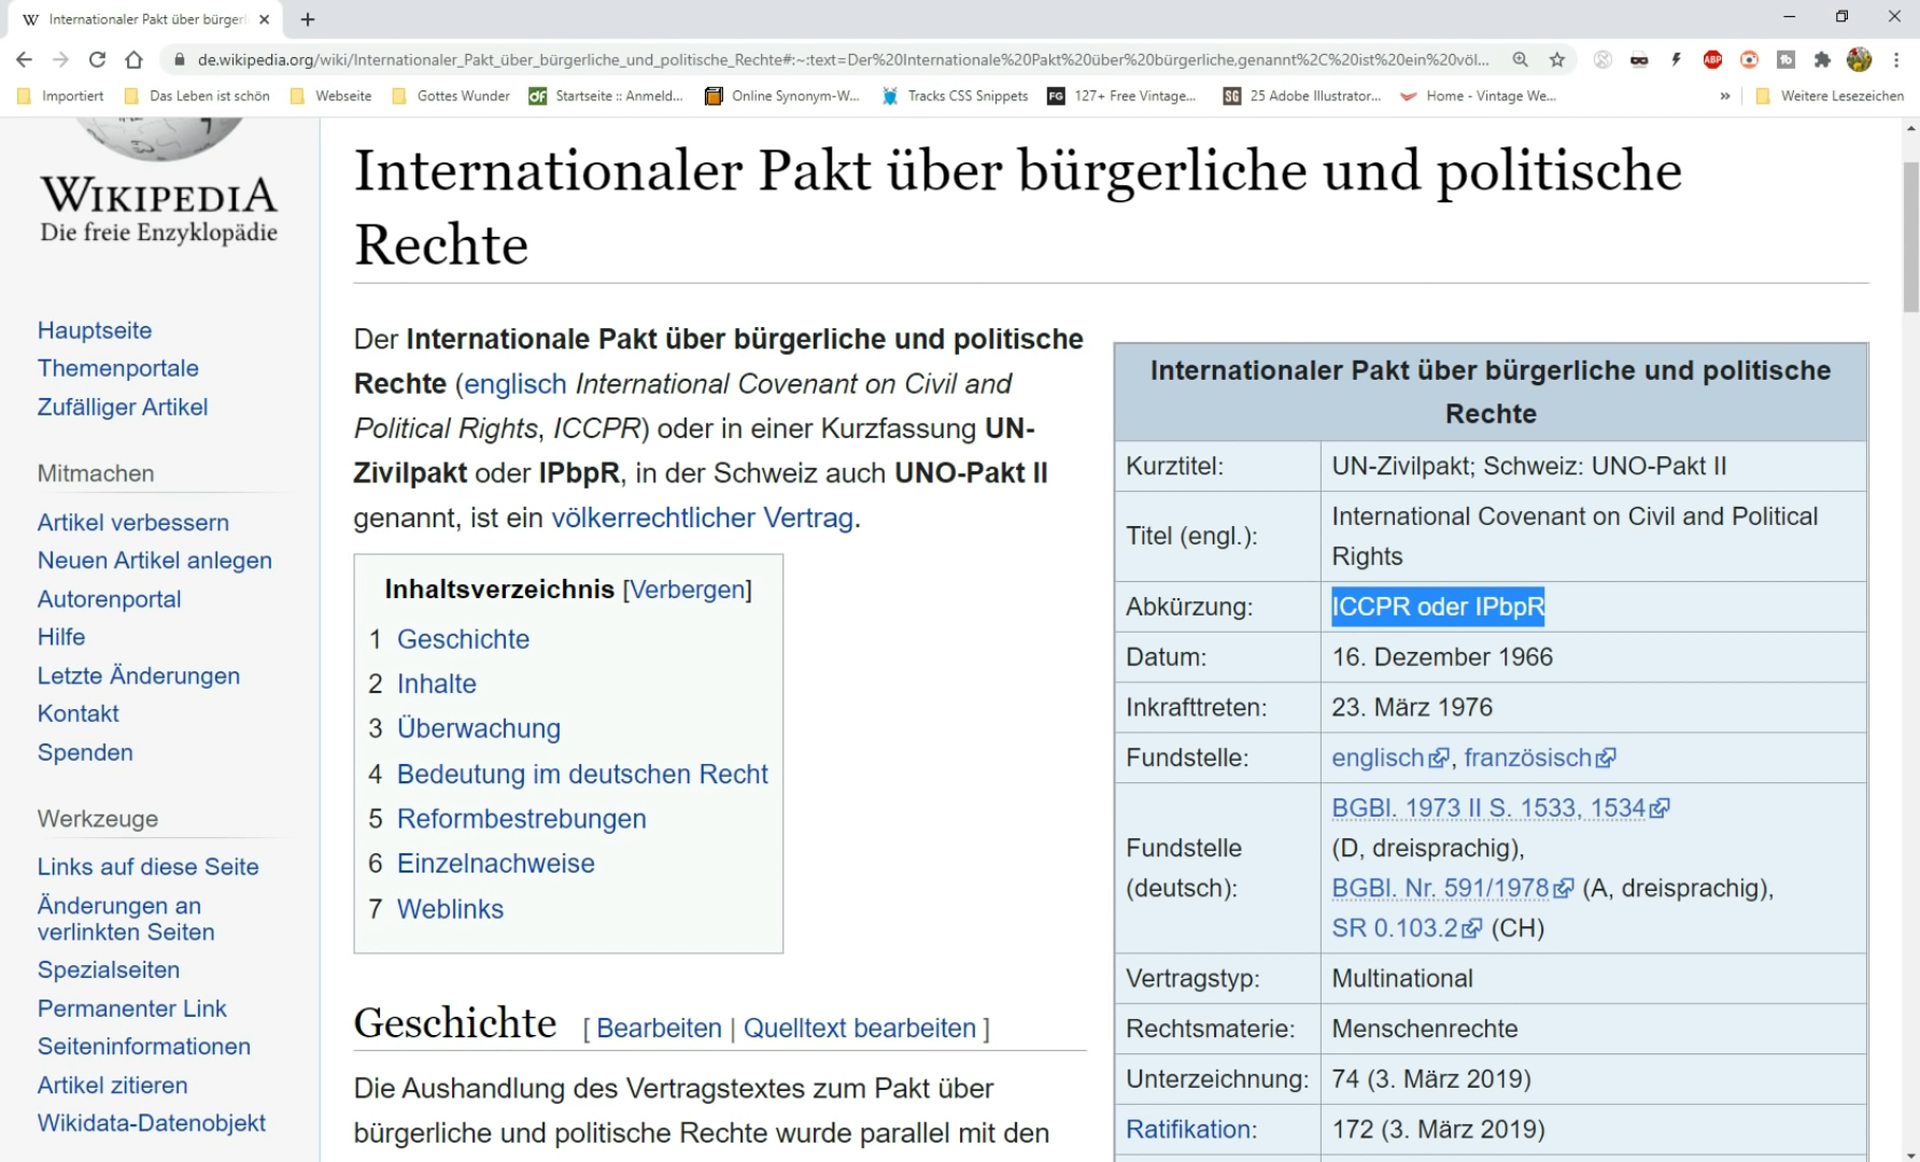 Internationaler Pakt über bürgerl
de.wikipedia.org/wiki/Internationaler_Pakt_über_bürgerliche_und_politische_Rechte#:~:text=Der%20Internationale%20Pakt%20über%20bürgerliche,genannt%2C%20ist%20ein%20völ...
ABP
Importiert
Das Leben ist schön
Webseite
Gottes Wunder
Startseite :: Anmeld...
Online Synonym-W...
Tracks CSS Snippets
FG 127+ Free Vintage...
SG 25 Adobe Illustrator...
Home - Vintage We...
»
Weitere Lesezeichen
WIKIPEDIA
Die freie Enzyklopädie
Hauptseite
Themenportale
Zufälliger Artikel
Mitmachen
Artikel verbessern
Neuen Artikel anlegen
Autorenportal
Hilfe
Letzte Änderungen
Kontakt
Spenden
Werkzeuge
Links auf diese Seite
Änderungen an
verlinkten Seiten
Spezialseiten
Permanenter Link
Seiteninformationen
Artikel zitieren
Wikidata-Datenobjekt
Internationaler Pakt über bürgerliche und politische
Rechte
Der Internationale Pakt über bürgerliche und politische
Rechte (englisch International Covenant on Civil and
Political Rights, ICCPR) oder in einer Kurzfassung UN-
Zivilpakt oder IPbpR, in der Schweiz auch UNO-Pakt II
genannt, ist ein völkerrechtlicher Vertrag.
Inhaltsverzeichnis [Verbergen]
1 Geschichte
2 Inhalte
3 Überwachung
4 Bedeutung im deutschen Recht
5 Reformbestrebungen
6 Einzelnachweise
7 Weblinks
Geschichte [ Bearbeiten | Quelltext bearbeiten ]
Die Aushandlung des Vertragstextes zum Pakt über
bürgerliche und politische Rechte wurde parallel mit den
Internationaler Pakt über bürgerliche und politische
Rechte
Kurztitel: UN-Zivilpakt; Schweiz: UNO-Pakt II
Titel (engl.): International Covenant on Civil and Political
Rights
Abkürzung: ICCPR oder IPbpR
Datum: 16. Dezember 1966
Inkrafttreten: 23. März 1976
Fundstelle: englisch, französisch
Fundstelle
(deutsch):
BGBl. 1973 II S. 1533, 1534
(D, dreisprachig),
BGBl. Nr. 591/1978 (A, dreisprachig),
SR 0.103.2 (CH)
Vertragstyp: Multinational
Rechtsmaterie: Menschenrechte
Unterzeichnung: 74 (3. März 2019)
Ratifikation: 172 (3. März 2019)